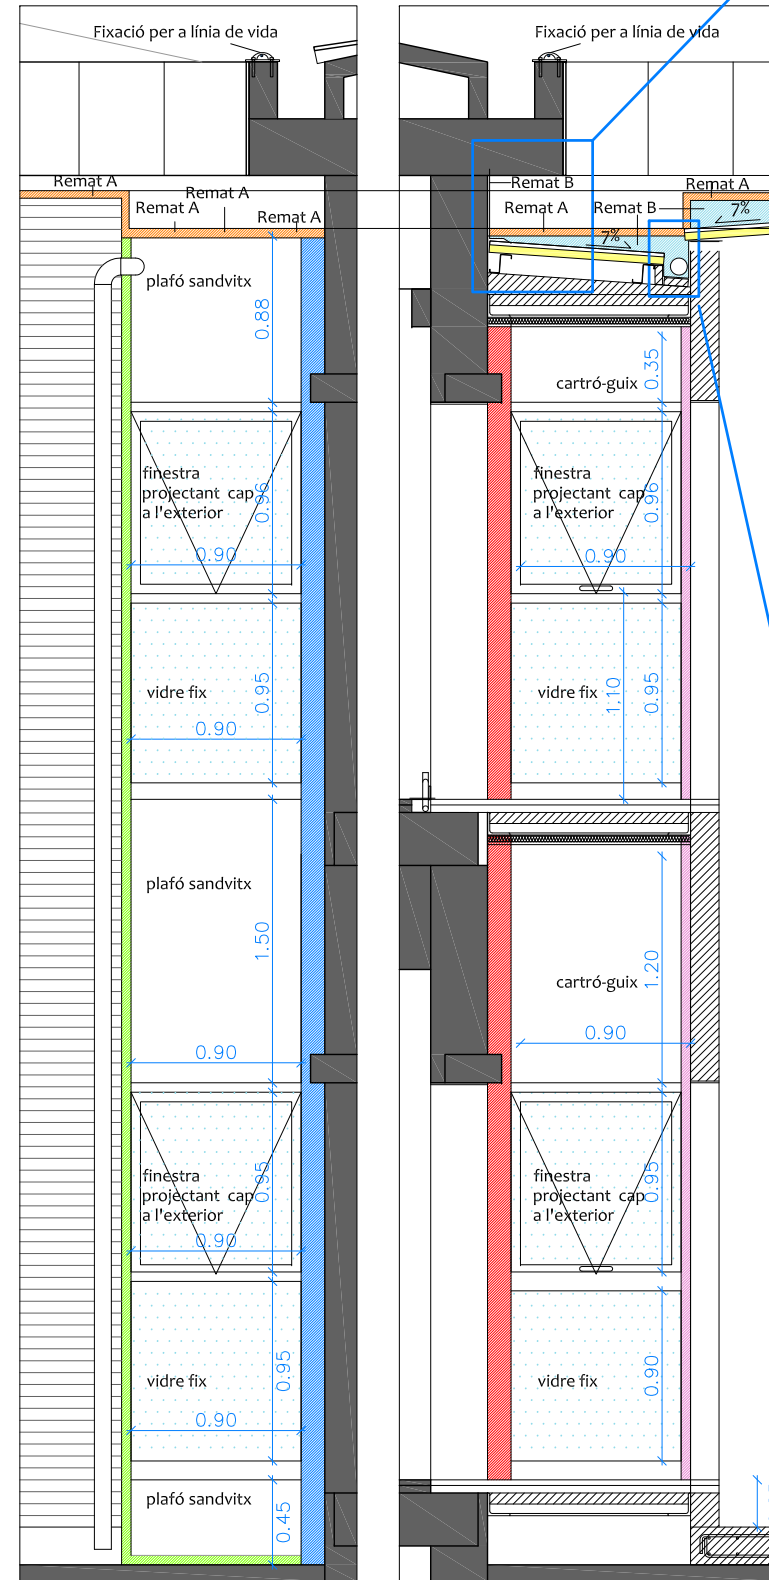 Fixació per a línia de vida
Fixació per a línia de vida
Remat A
Remat A
Remat A
Remat A
Remat B
Remat A
Remat A
Remat B
7%
7%
plafó sandvitx
0.88
cartró-guix
0.35
finestra
projectant cap
a l'exterior
0.96
0.90
finestra
projectant cap
a l'exterior
0.96
0.90
vidre fix
0.95
0.90
vidre fix
1.10
0.95
plafó sandvitx
1.50
0.90
cartró-guix
1.20
0.90
finestra
projectant cap
a l'exterior
0.95
0.90
finestra
projectant cap
a l'exterior
0.95
vidre fix
0.95
0.90
vidre fix
0.90
plafó sandvitx
0.45